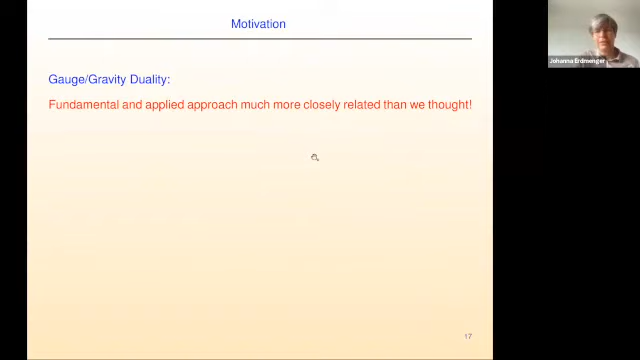 Motivation
Johanna Erdmenger
Gauge/Gravity Duality:
Fundamental and applied approach much more closely related than we thought!
17